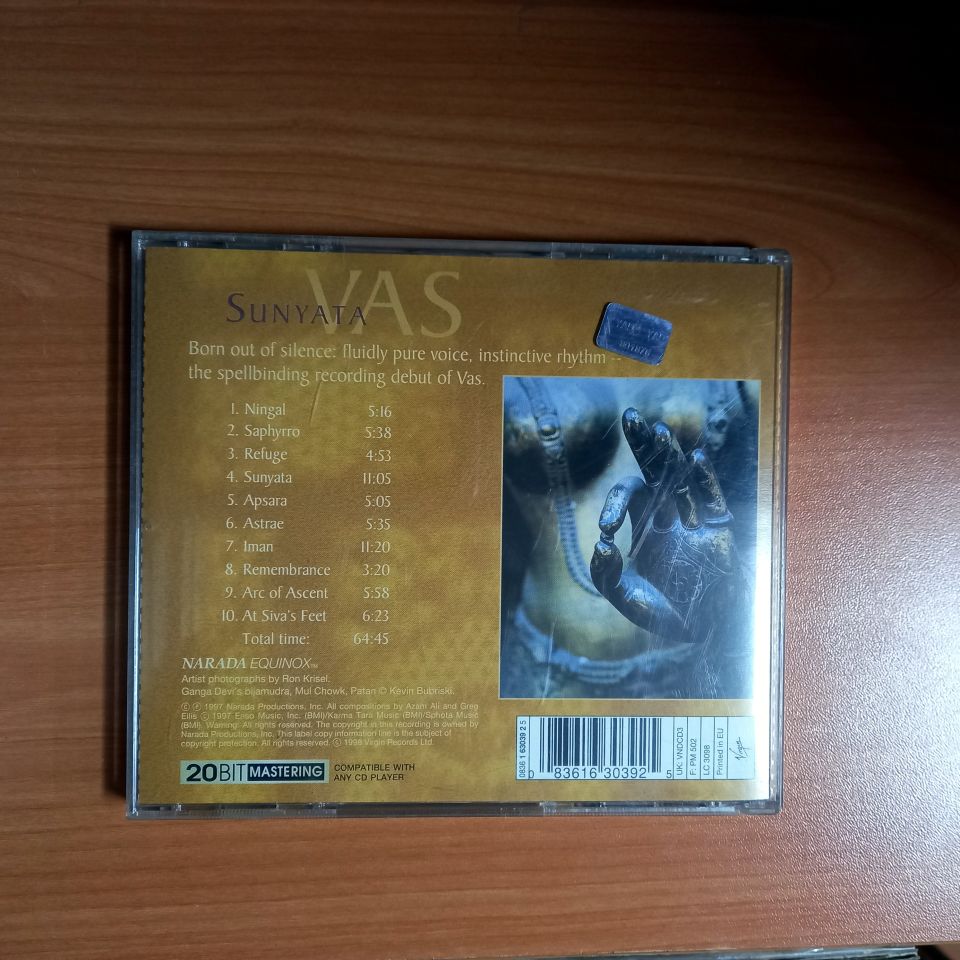 VAS
SUNYATA
Born out of silence: fluidly pure voice, instinctive rhythm --
the spellbinding recording debut of Vas.
1. Ningal 5:16
2. Saphyrro 5:38
3. Refuge 4:53
4. Sunyata 11:05
5. Apsara 5:05
6. Astrae 5:35
7. Iman 11:20
8. Remembrance 3:20
9. Arc of Ascent 5:58
10. At Siva's Feet 6:23
Total time: 64:45
NARADA EQUINOX™
Artist photographs by Ron Krisel.
Ganga Devi's bijamudra, Mul Chowk, Patan © Kevin Bubriski.
© ℗ 1997 Narada Productions, Inc. All compositions by Azam Ali and Greg
Ellis © 1997 Enso Music, Inc. (BMI)/Karma Tara Music (BMI)/Sphota Music
(BMI). Warning: All rights reserved. The copyright in this recording is owned by
Narada Productions, Inc. This label copy information line is the subject of
copyright protection. All rights reserved. © 1998 Virgin Records Ltd.
20BIT MASTERING
COMPATIBLE WITH
ANY CD PLAYER
0836 1 63039 2 5
0 83616 30392 5
UK: VNDCD3
F: PM 502
LC 3098
Printed in EU
Virgin